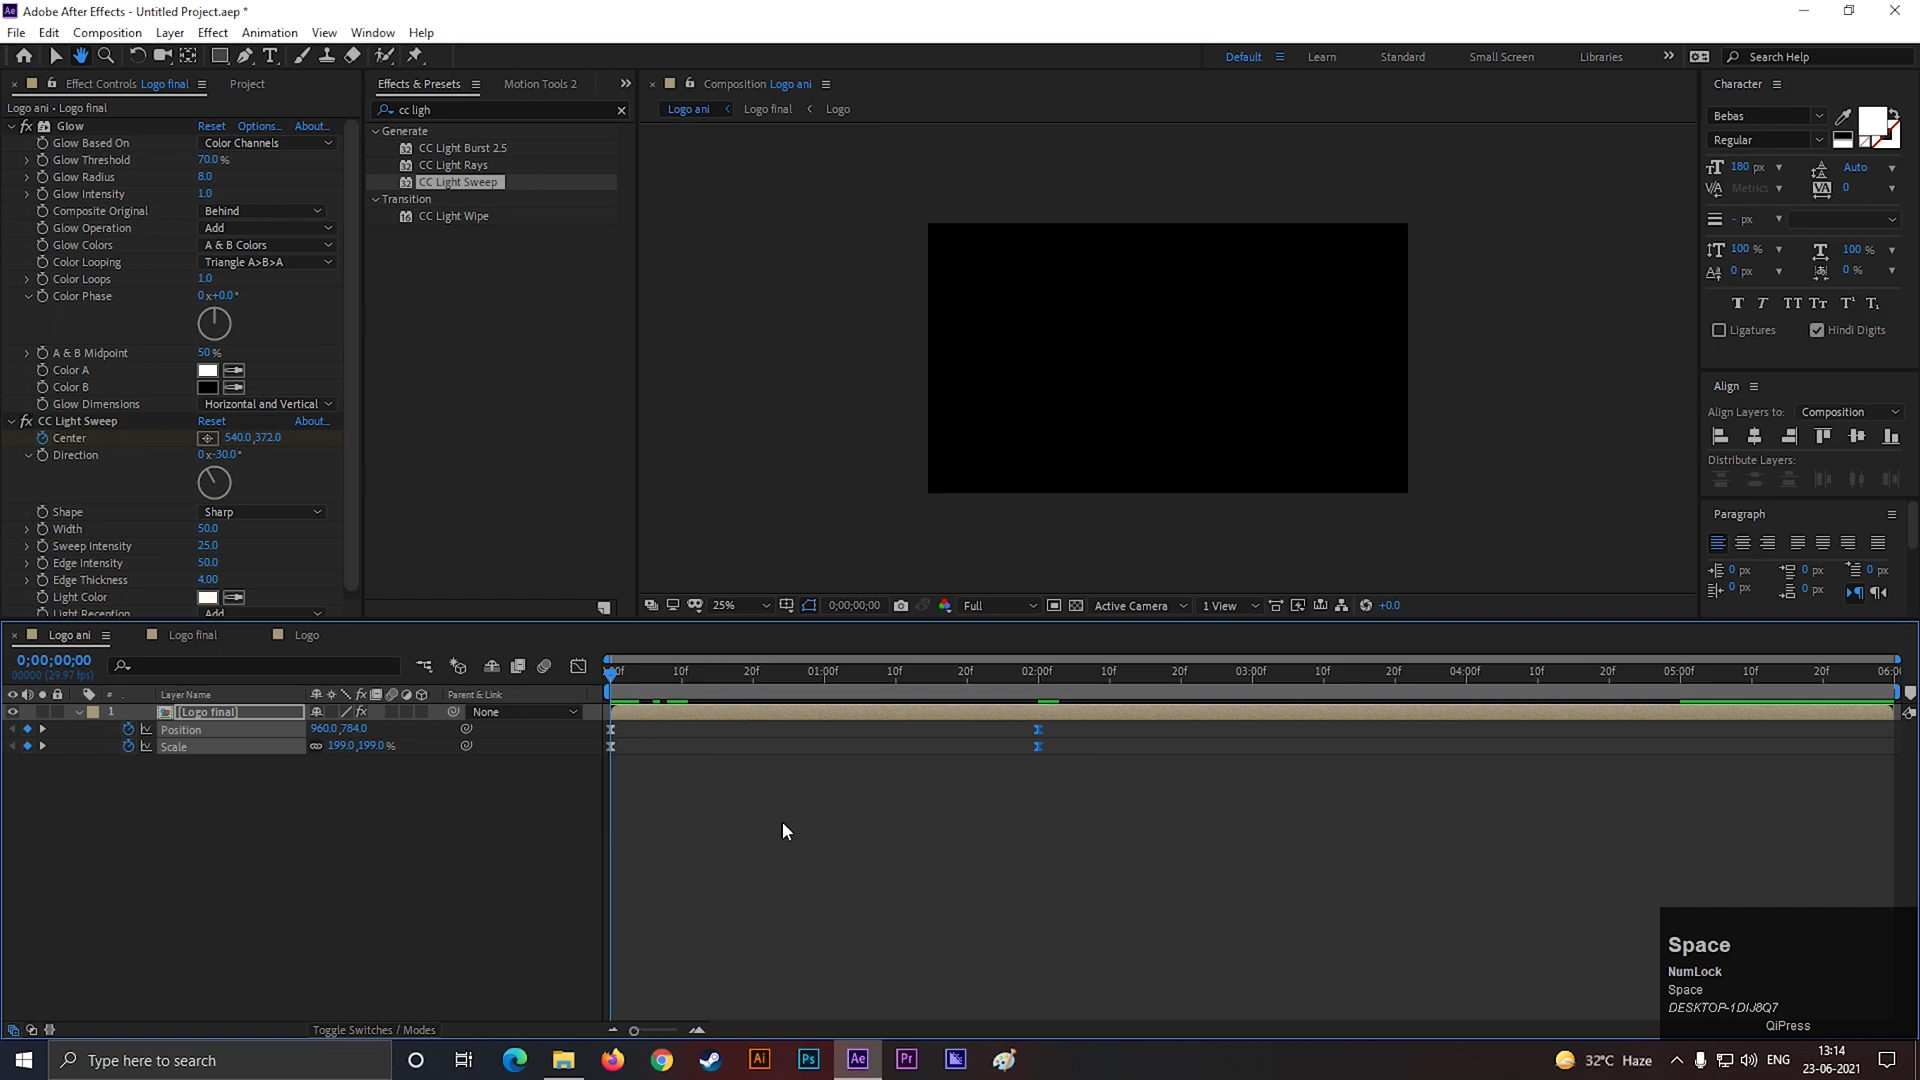 Adobe After Effects - Untitled Project.aep *
File Edit Composition Layer Effect Animation View Window Help
Default Learn Standard Small Screen Libraries Search Help
Effect Controls Logo final Project
Logo ani • Logo final
Glow Reset Options... About...
Glow Based On Color Channels
Glow Threshold 70.0 %
Glow Radius 8.0
Glow Intensity 1.0
Composite Original Behind
Glow Operation Add
Glow Colors A & B Colors
Color Looping Triangle A>B>A
Color Loops 1.0
Color Phase 0 x+0.0 °
A & B Midpoint 50 %
Color A
Color B
Glow Dimensions Horizontal and Vertical
CC Light Sweep Reset About...
Center 540.0 ,372.0
Direction 0 x-30.0 °
Shape Sharp
Width 50.0
Sweep Intensity 25.0
Edge Intensity 50.0
Edge Thickness 4.00
Light Color
Light Reception Add
Effects & Presets Motion Tools 2
cc ligh
Generate
CC Light Burst 2.5
CC Light Rays
CC Light Sweep
Transition
CC Light Wipe
Composition Logo ani
Logo ani Logo final Logo
25% 0;00;00;00 Full Active Camera 1 View +0.0
Character
Bebas
Regular
180 px Auto
Metrics 0
- px
100 % 100 %
0 px 0 %
Ligatures Hindi Digits
Align
Align Layers to: Composition
Distribute Layers:
Paragraph
0 px 0 px 0 px
0 px 0 px
Logo ani Logo final Logo
0;00;00;00
00000 (29.97 fps)
:00f 10f 20f 01:00f 10f 20f 02:00f 10f 20f 03:00f 10f 20f 04:00f 10f 20f 05:00f 10f 20f 06:00
# Layer Name Parent & Link
1 [Logo final] None
Position 960.0 ,784.0
Scale 199.0 ,199.0 %
Toggle Switches / Modes
Space
NumLock
Space
DESKTOP-1DIJ8Q7
QiPress
Type here to search
Ai Ps Ae Pr
32°C Haze ENG 13:14
23-06-2021